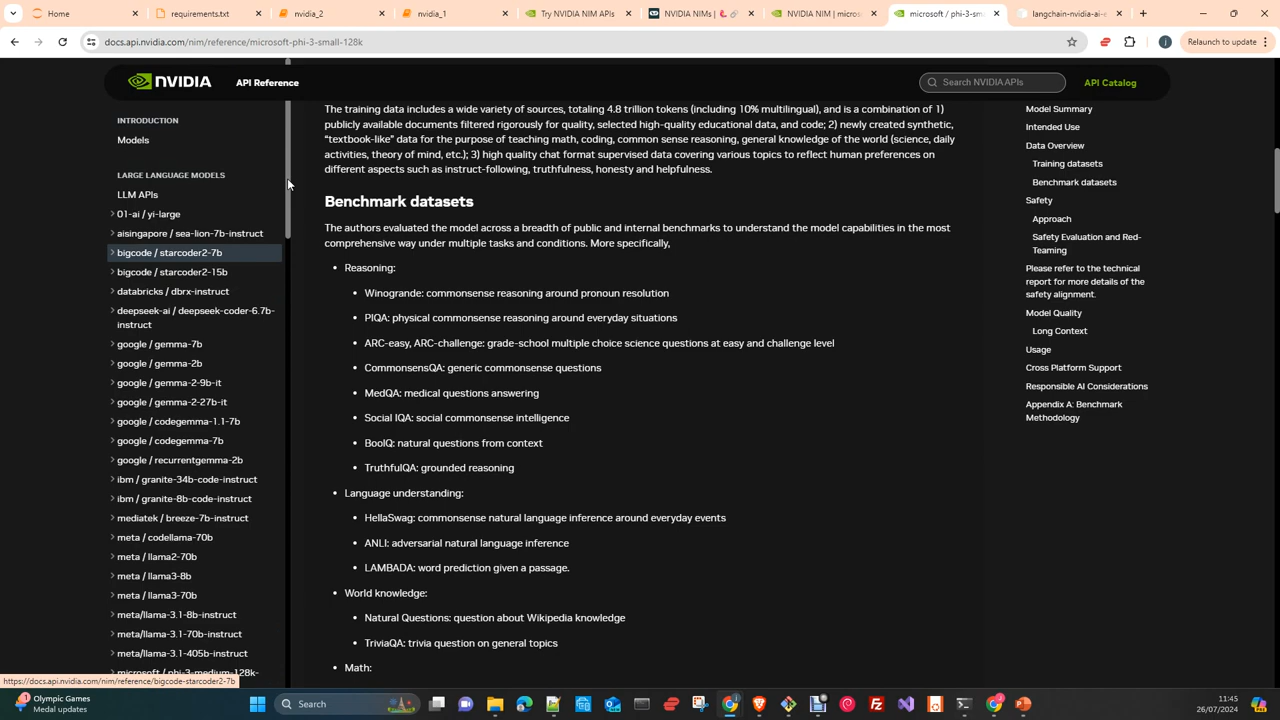 Home
requirements.txt
nvidia_2
nvidia_1
Try NVIDIA NIM APIs
NVIDIA NIMs |
NVIDIA NIM | micros
microsoft / phi-3-sm
langchain-nvidia-ai-e
docs.api.nvidia.com/nim/reference/microsoft-phi-3-small-128k
Relaunch to update
NVIDIA
API Reference
Search NVIDIA APIs
API Catalog
INTRODUCTION
Models
LARGE LANGUAGE MODELS
LLM APIs
01-ai / yi-large
aisingapore / sea-lion-7b-instruct
bigcode / starcoder2-7b
bigcode / starcoder2-15b
databricks / dbrx-instruct
deepseek-ai / deepseek-coder-6.7b-
instruct
google / gemma-7b
google / gemma-2b
google / gemma-2-9b-it
google / gemma-2-27b-it
google / codegemma-1.1-7b
google / codegemma-7b
google / recurrentgemma-2b
ibm / granite-34b-code-instruct
ibm / granite-8b-code-instruct
mediatek / breeze-7b-instruct
meta / codellama-70b
meta / llama2-70b
meta / llama3-8b
meta / llama3-70b
meta/llama-3.1-8b-instruct
meta/llama-3.1-70b-instruct
meta/llama-3.1-405b-instruct
microsoft / phi-3-medium-128k-
https://docs.api.nvidia.com/nim/reference/bigcode-starcoder2-7b
The training data includes a wide variety of sources, totaling 4.8 trillion tokens (including 10% multilingual), and is a combination of 1)
publicly available documents filtered rigorously for quality, selected high-quality educational data, and code; 2) newly created synthetic,
“textbook-like” data for the purpose of teaching math, coding, common sense reasoning, general knowledge of the world (science, daily
activities, theory of mind, etc.); 3) high quality chat format supervised data covering various topics to reflect human preferences on
different aspects such as instruct-following, truthfulness, honesty and helpfulness.
Benchmark datasets
The authors evaluated the model across a breadth of public and internal benchmarks to understand the model capabilities in the most
comprehensive way under multiple tasks and conditions. More specifically,
• Reasoning:
• Winogrande: commonsense reasoning around pronoun resolution
• PIQA: physical commonsense reasoning around everyday situations
• ARC-easy, ARC-challenge: grade-school multiple choice science questions at easy and challenge level
• CommonsensQA: generic commonsense questions
• MedQA: medical questions answering
• Social IQA: social commonsense intelligence
• BoolQ: natural questions from context
• TruthfulQA: grounded reasoning
• Language understanding:
• HellaSwag: commonsense natural language inference around everyday events
• ANLI: adversarial natural language inference
• LAMBADA: word prediction given a passage.
• World knowledge:
• Natural Questions: question about Wikipedia knowledge
• TriviaQA: trivia question on general topics
• Math:
Model Summary
Intended Use
Data Overview
Training datasets
Benchmark datasets
Safety
Approach
Safety Evaluation and Red-
Teaming
Please refer to the technical
report for more details of the
safety alignment.
Model Quality
Long Context
Usage
Cross Platform Support
Responsible AI Considerations
Appendix A: Benchmark
Methodology
Olympic Games
Medal updates
Search
11:45
26/07/2024